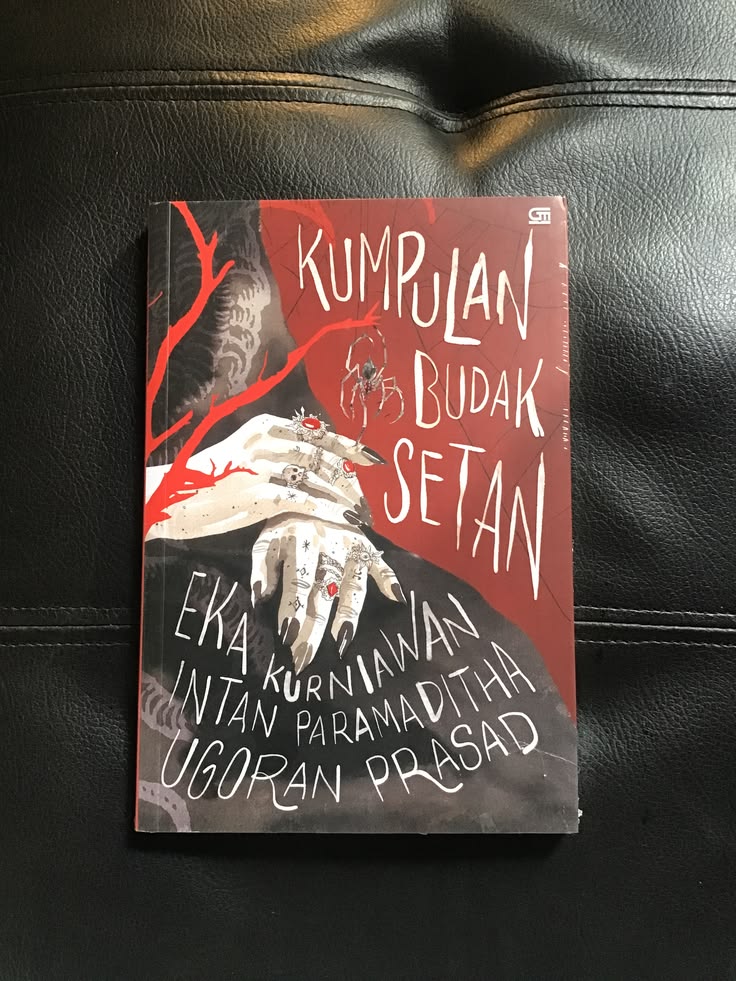 KUMPULAN
BUDAK
SETAN
EKA KURNIAWAN
INTAN PARAMADITHA
UGORAN PRASAD